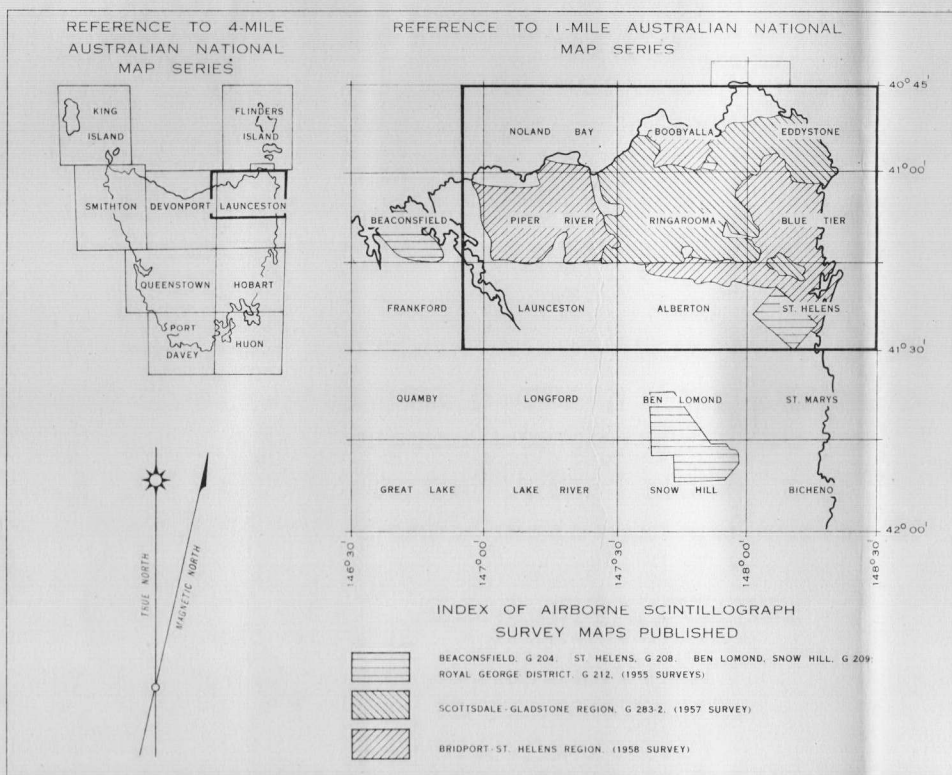 REFERENCE TO 4-MILE
AUSTRALIAN NATIONAL
MAP SERIES
KING
ISLAND
FLINDERS
ISLAND
SMITHTON
DEVONPORT
LAUNCESTON
QUEENSTOWN
HOBART
PORT
DAVEY
HUON
REFERENCE TO 1-MILE AUSTRALIAN NATIONAL
MAP SERIES
40° 45'
NOLAND BAY
BOOBYALLA
EDDYSTONE
41° 00'
BEACONSFIELD
PIPER RIVER
RINGAROOMA
BLUE TIER
FRANKFORD
LAUNCESTON
ALBERTON
ST. HELENS
41° 30'
QUAMBY
LONGFORD
BEN LOMOND
ST. MARYS
GREAT LAKE
LAKE RIVER
SNOW HILL
BICHENO
42° 00'
146° 30'
147° 00'
147° 30'
148° 00'
148° 30'
TRUE NORTH
MAGNETIC NORTH
INDEX OF AIRBORNE SCINTILLOGRAPH
SURVEY MAPS PUBLISHED
BEACONSFIELD, G 204. ST. HELENS, G 208. BEN LOMOND, SNOW HILL, G 209.
ROYAL GEORGE DISTRICT, G 212, (1955 SURVEYS)
SCOTTSDALE-GLADSTONE REGION, G 283-2, (1957 SURVEY)
BRIDPORT-ST. HELENS REGION, (1958 SURVEY)